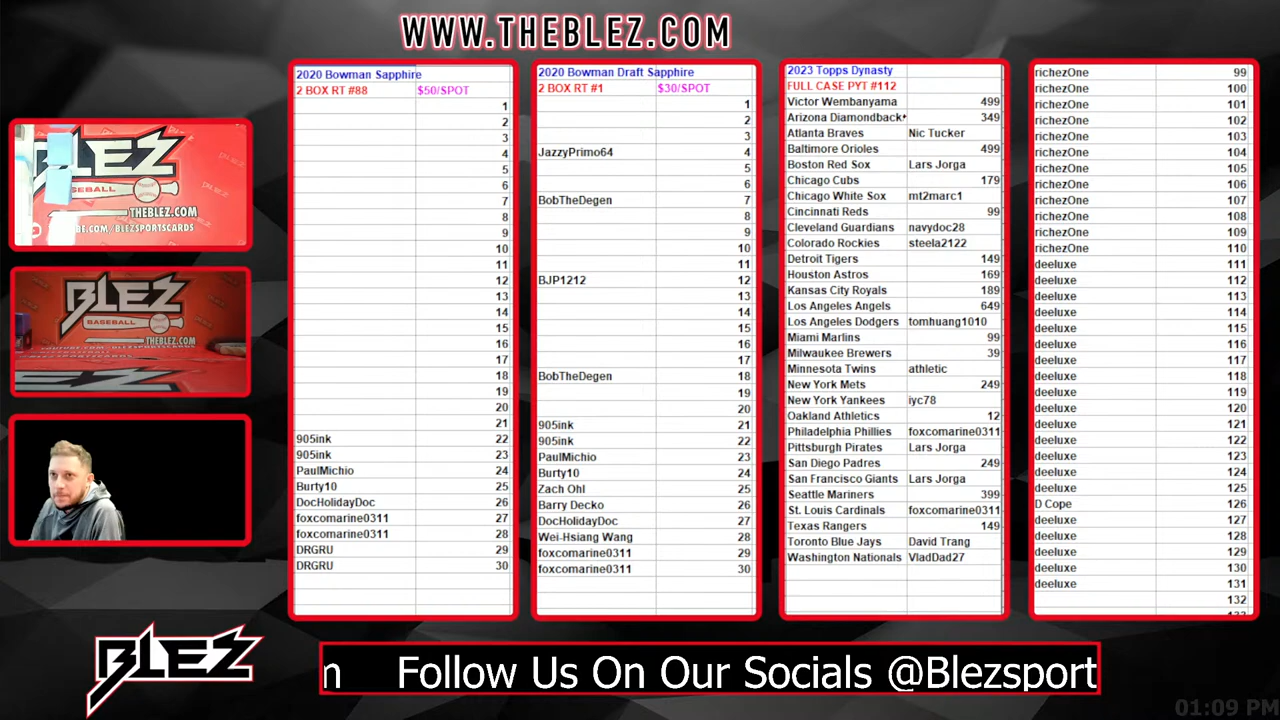 WWW.THEBLEZ.COM
BLEZ
BASEBALL
THEBLEZ.COM
BE.COM/BLEZSPORTSCARDS
BLEZ
BASEBALL
THEBLEZ.COM
2020 Bowman Sapphire
2 BOX RT #88 $50/SPOT
1
2
3
4
5
6
7
8
9
10
11
12
13
14
15
16
17
18
19
20
21
905ink 22
905ink 23
PaulMichio 24
Burty10 25
DocHolidayDoc 26
foxcomarine0311 27
foxcomarine0311 28
DRGRU 29
DRGRU 30
2020 Bowman Draft Sapphire
2 BOX RT #1 $30/SPOT
1
2
3
JazzyPrimo64 4
5
6
BobTheDegen 7
8
9
10
11
BJP1212 12
13
14
15
16
17
BobTheDegen 18
19
20
905ink 21
905ink 22
PaulMichio 23
Burty10 24
Zach Ohl 25
Barry Decko 26
DocHolidayDoc 27
Wei-Hsiang Wang 28
foxcomarine0311 29
foxcomarine0311 30
2023 Topps Dynasty
FULL CASE PYT #112
Victor Wembanyama 499
Arizona Diamondback 349
Atlanta Braves Nic Tucker
Baltimore Orioles 499
Boston Red Sox Lars Jorga
Chicago Cubs 179
Chicago White Sox mt2marc1
Cincinnati Reds 99
Cleveland Guardians navydoc28
Colorado Rockies steela2122
Detroit Tigers 149
Houston Astros 169
Kansas City Royals 189
Los Angeles Angels 649
Los Angeles Dodgers tomhuang1010
Miami Marlins 99
Milwaukee Brewers 39
Minnesota Twins athletic
New York Mets 249
New York Yankees iyc78
Oakland Athletics 12
Philadelphia Phillies foxcomarine0311
Pittsburgh Pirates Lars Jorga
San Diego Padres 249
San Francisco Giants Lars Jorga
Seattle Mariners 399
St. Louis Cardinals foxcomarine0311
Texas Rangers 149
Toronto Blue Jays David Trang
Washington Nationals VladDad27
richezOne 99
richezOne 100
richezOne 101
richezOne 102
richezOne 103
richezOne 104
richezOne 105
richezOne 106
richezOne 107
richezOne 108
richezOne 109
richezOne 110
deeluxe 111
deeluxe 112
deeluxe 113
deeluxe 114
deeluxe 115
deeluxe 116
deeluxe 117
deeluxe 118
deeluxe 119
deeluxe 120
deeluxe 121
deeluxe 122
deeluxe 123
deeluxe 124
deeluxe 125
D Cope 126
deeluxe 127
deeluxe 128
deeluxe 129
deeluxe 130
deeluxe 131
132
BLEZ
m Follow Us On Our Socials @Blezsport
01:09 PM